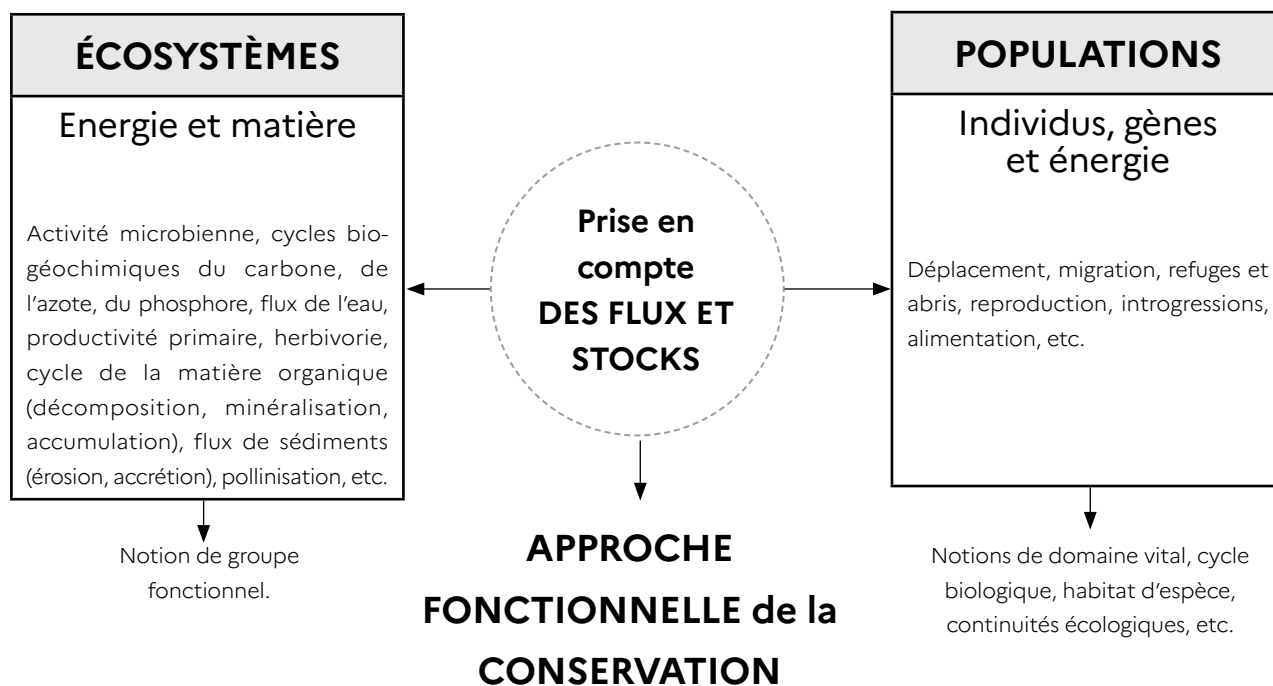 ÉCOSYSTÈMES
Energie et matière
Activité microbienne, cycles bio-
géochimiques du carbone, de
l'azote, du phosphore, flux de l'eau,
productivité primaire, herbivorie,
cycle de la matière organique
(décomposition, minéralisation,
accumulation), flux de sédiments
(érosion, accrétion), pollinisation, etc.
Notion de groupe
fonctionnel.
Prise en
compte
DES FLUX ET
STOCKS
APPROCHE
FONCTIONNELLE de la
CONSERVATION
POPULATIONS
Individus, gènes
et énergie
Déplacement, migration, refuges et
abris, reproduction, introgressions,
alimentation, etc.
Notions de domaine vital, cycle
biologique, habitat d'espèce,
continuités écologiques, etc.